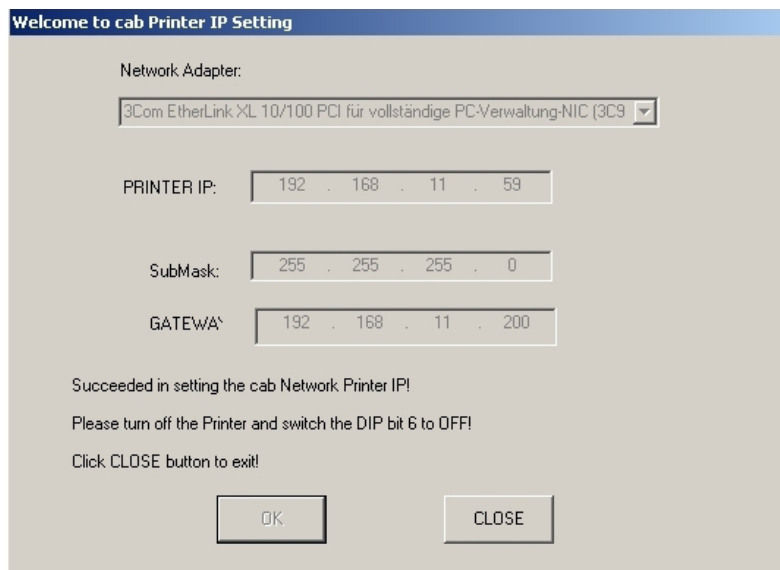 Welcome to cab Printer IP Setting
Network Adapter:
3Com EtherLink XL 10/100 PCI für vollständige PC-Verwaltung-NIC (3C9
PRINTER IP: 192 . 168 . 11 . 59
SubMask: 255 . 255 . 255 . 0
GATEWA 192 . 168 . 11 . 200
Succeeded in setting the cab Network Printer IP!
Please turn off the Printer and switch the DIP bit 6 to OFF!
Click CLOSE button to exit!
OK CLOSE